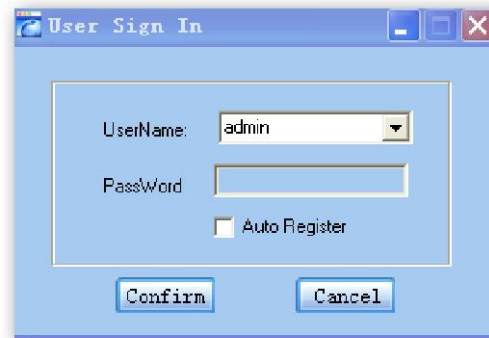 User Sign In
UserName:
admin
PassWord
Auto Register
Confirm Cancel